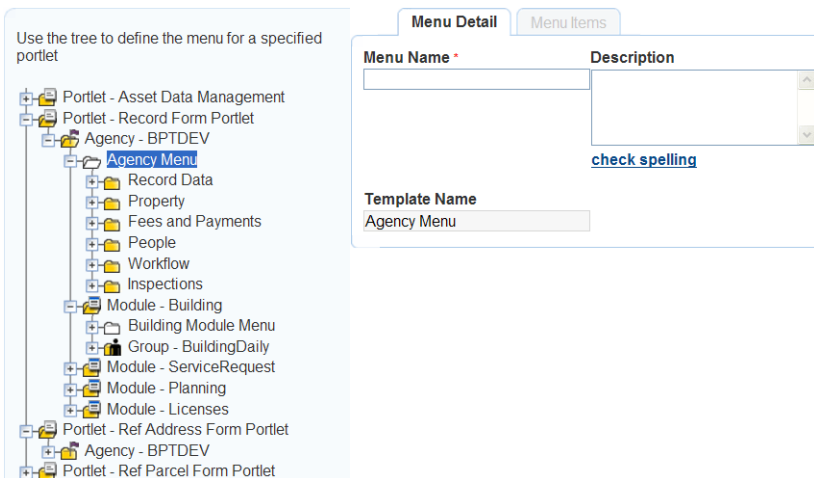 Use the tree to define the menu for a specified
portlet
Portlet - Asset Data Management
Portlet - Record Form Portlet
Agency - BPTDEV
Agency Menu
Record Data
Property
Fees and Payments
People
Workflow
Inspections
Module - Building
Building Module Menu
Group - BuildingDaily
Module - ServiceRequest
Module - Planning
Module - Licenses
Portlet - Ref Address Form Portlet
Agency - BPTDEV
Portlet - Ref Parcel Form Portlet
Menu Detail Menu Items
Menu Name * Description
check spelling
Template Name
Agency Menu